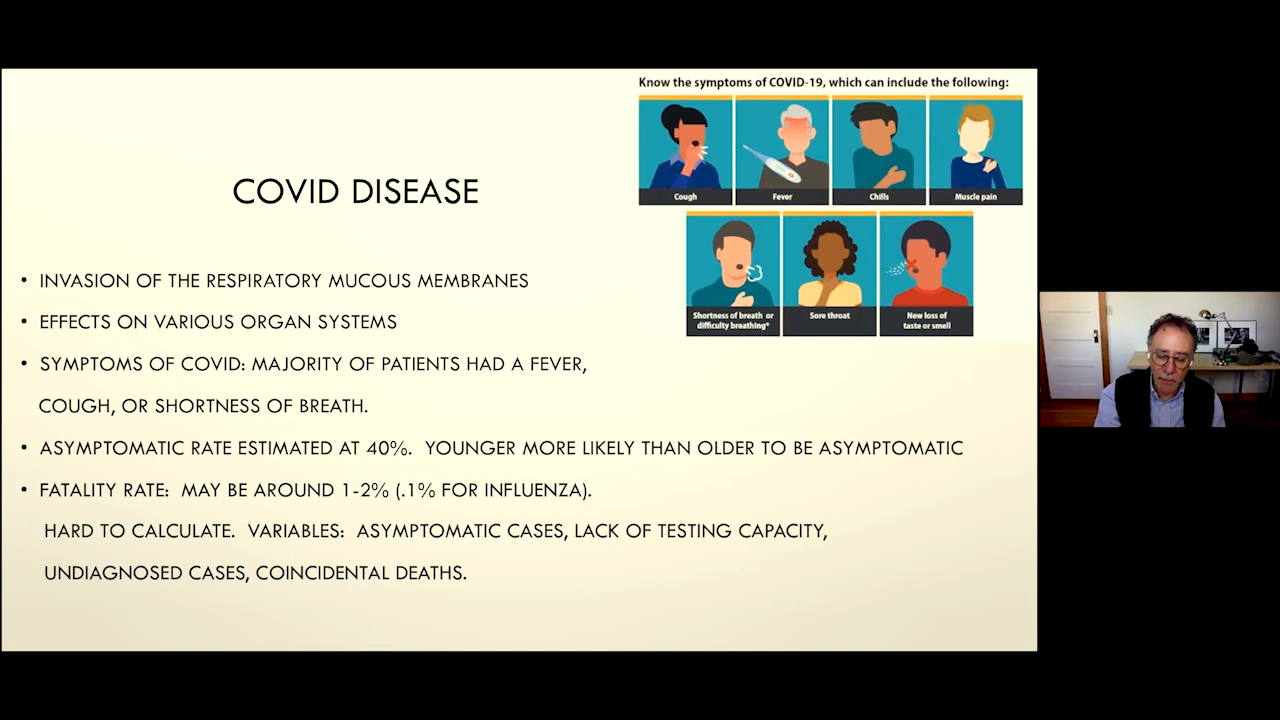 Know the symptoms of COVID-19, which can include the following:
Cough
Fever
Chills
Muscle pain
Shortness of breath or
difficulty breathing*
Sore throat
New loss of
taste or smell
COVID DISEASE
• INVASION OF THE RESPIRATORY MUCOUS MEMBRANES
• EFFECTS ON VARIOUS ORGAN SYSTEMS
• SYMPTOMS OF COVID: MAJORITY OF PATIENTS HAD A FEVER,
COUGH, OR SHORTNESS OF BREATH.
• ASYMPTOMATIC RATE ESTIMATED AT 40%. YOUNGER MORE LIKELY THAN OLDER TO BE ASYMPTOMATIC
• FATALITY RATE: MAY BE AROUND 1-2% (.1% FOR INFLUENZA).
HARD TO CALCULATE. VARIABLES: ASYMPTOMATIC CASES, LACK OF TESTING CAPACITY,
UNDIAGNOSED CASES, COINCIDENTAL DEATHS.